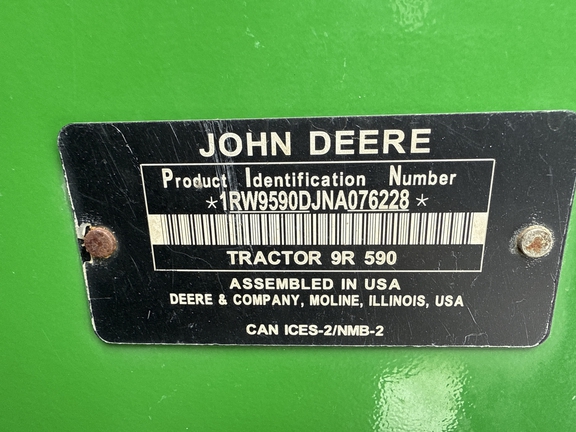 JOHN DEERE
Product Identification Number
*1RW9590DJNA076228*
TRACTOR 9R 590
ASSEMBLED IN USA
DEERE & COMPANY, MOLINE, ILLINOIS, USA
CAN ICES-2/NMB-2